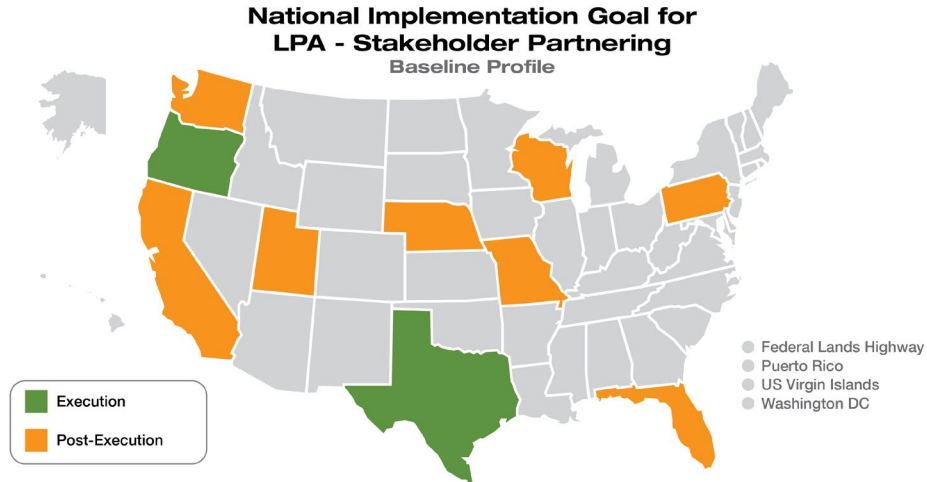 National Implementation Goal for
LPA - Stakeholder Partnering
Baseline Profile
Federal Lands Highway
Puerto Rico
US Virgin Islands
Washington DC
Execution
Post-Execution